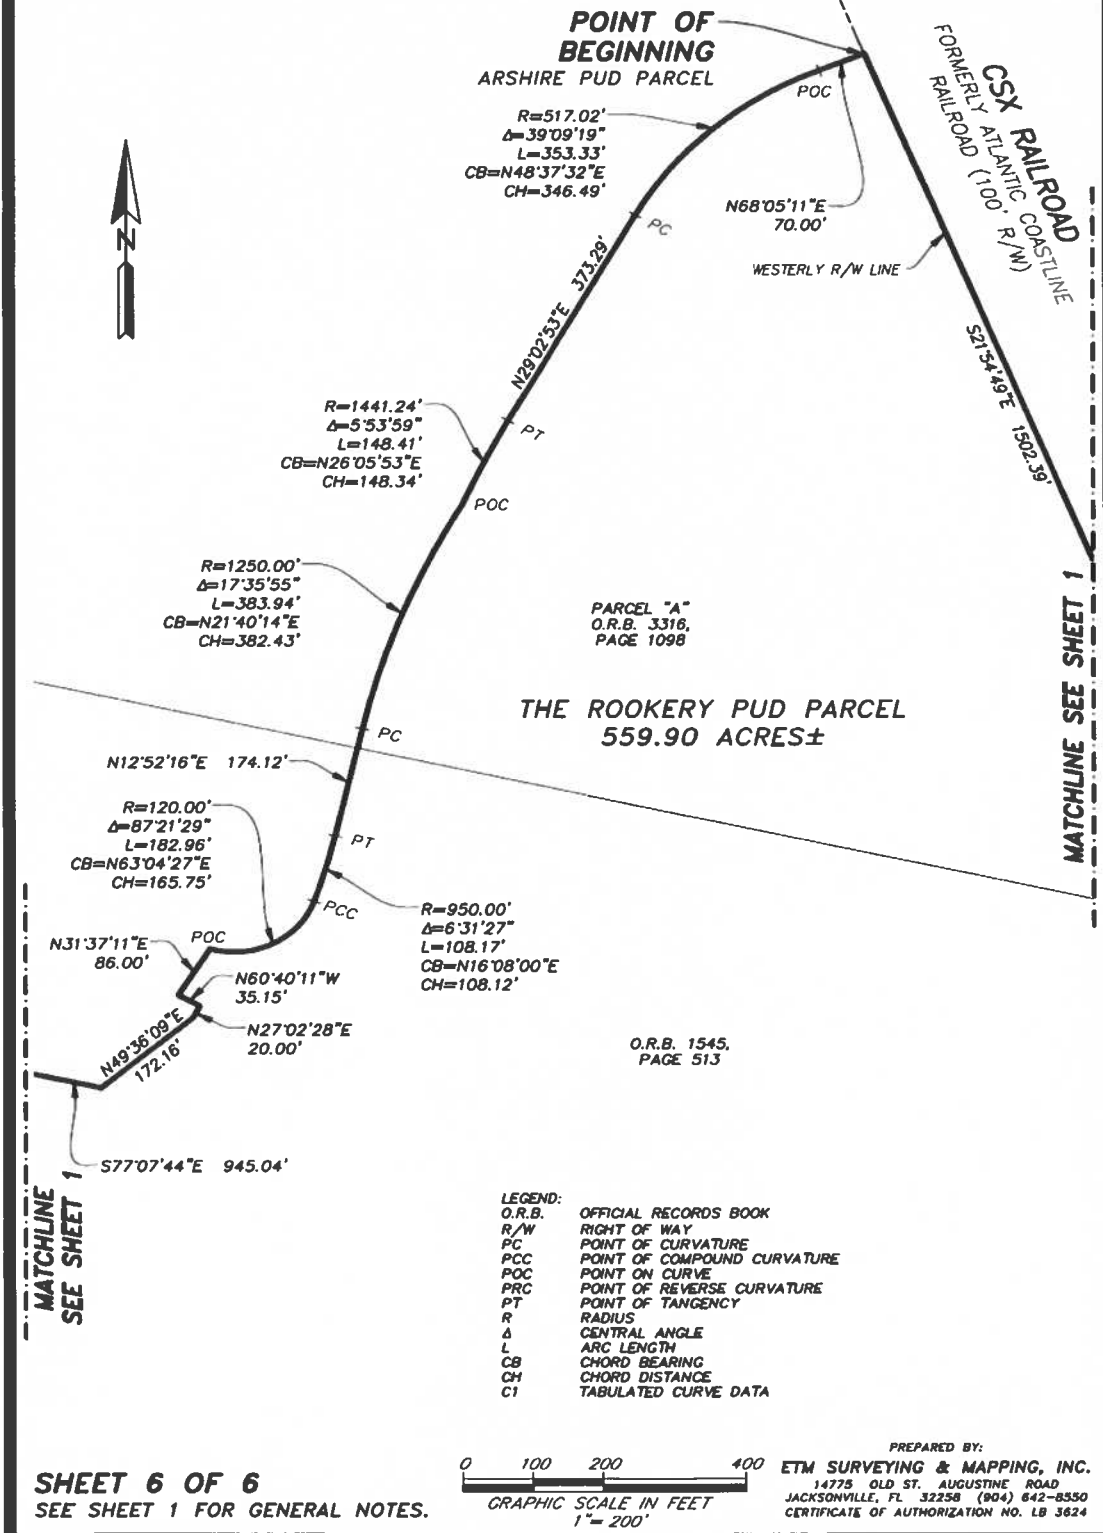 POINT OF
BEGINNING
ARSHIRE PUD PARCEL
CSX RAILROAD
FORMERLY ATLANTIC COASTLINE
RAILROAD (100' R/W)
POC
R=517.02'
Δ=39°09'19"
L=353.33'
CB=N48°37'32"E
CH=346.49'
N68°05'11"E
70.00'
PC
WESTERLY R/W LINE
N
N29°02'53"E 373.29'
S21°54'49"E 1502.39'
R=1441.24'
Δ=5°53'59"
L=148.41'
CB=N26°05'53"E
CH=148.34'
PT
POC
R=1250.00'
Δ=17°35'55"
L=383.94'
CB=N21°40'14"E
CH=382.43'
PARCEL "A"
O.R.B. 3316,
PAGE 1098
THE ROOKERY PUD PARCEL
559.90 ACRES±
MATCHLINE SEE SHEET 1
PC
N12°52'16"E 174.12'
R=120.00'
Δ=87°21'29"
L=182.96'
CB=N63°04'27"E
CH=165.75'
PT
PCC
R=950.00'
Δ=6°31'27"
L=108.17'
CB=N16°08'00"E
CH=108.12'
POC
N31°37'11"E
86.00'
N60°40'11"W
35.15'
N27°02'28"E
20.00'
N49°36'09"E
172.16'
O.R.B. 1545,
PAGE 513
S77°07'44"E 945.04'
MATCHLINE
SEE SHEET 1
LEGEND:
O.R.B. OFFICIAL RECORDS BOOK
R/W RIGHT OF WAY
PC POINT OF CURVATURE
PCC POINT OF COMPOUND CURVATURE
POC POINT ON CURVE
PRC POINT OF REVERSE CURVATURE
PT POINT OF TANGENCY
R RADIUS
Δ CENTRAL ANGLE
L ARC LENGTH
CB CHORD BEARING
CH CHORD DISTANCE
C1 TABULATED CURVE DATA
SHEET 6 OF 6
SEE SHEET 1 FOR GENERAL NOTES.
0 100 200 400
GRAPHIC SCALE IN FEET
1"= 200'
PREPARED BY:
ETM SURVEYING & MAPPING, INC.
14775 OLD ST. AUGUSTINE ROAD
JACKSONVILLE, FL 32258 (904) 642-8550
CERTIFICATE OF AUTHORIZATION NO. LB 3624